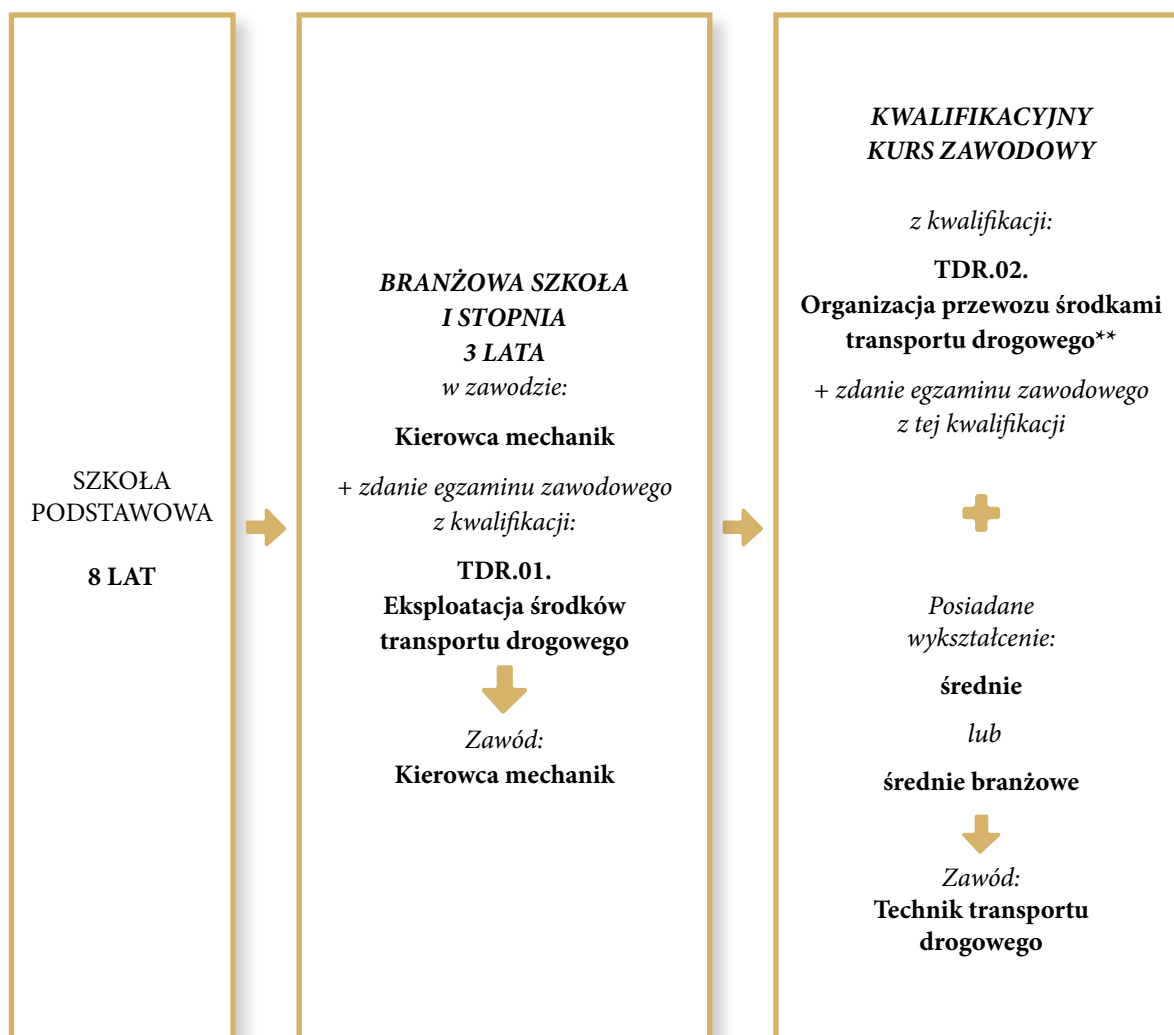 SZKOŁA
PODSTAWOWA
8 LAT
BRANŻOWA SZKOŁA
I STOPNIA
3 LATA
w zawodzie:
Kierowca mechanik
+ zdanie egzaminu zawodowego
z kwalifikacji:
TDR.01.
Eksploatacja środków
transportu drogowego
Zawód:
Kierowca mechanik
KWALIFIKACYJNY
KURS ZAWODOWY
z kwalifikacji:
TDR.02.
Organizacja przewozu środkami
transportu drogowego**
+ zdanie egzaminu zawodowego
z tej kwalifikacji
Posiadane
wykształcenie:
średnie
lub
średnie branżowe
Zawód:
Technik transportu
drogowego